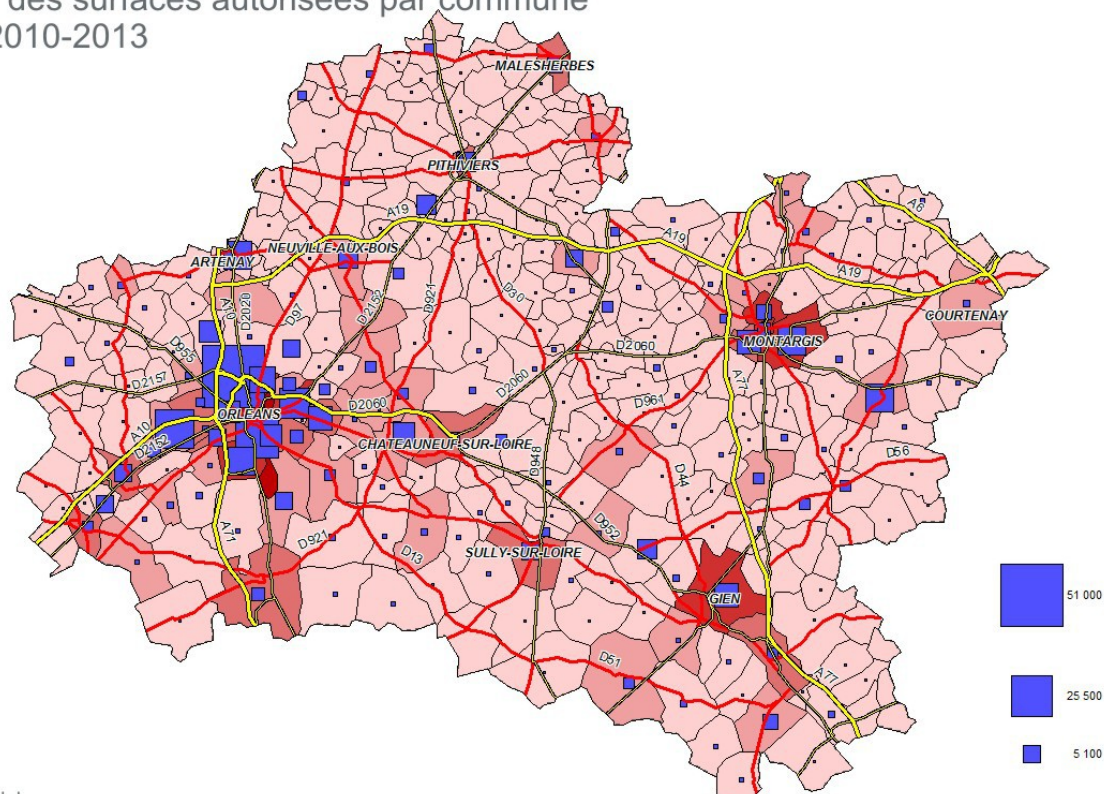 des surfaces autorisées par commune
2010-2013
MALESHERBES
PITHIVIERS
A19
A6
NEUVILLE-AUX-BOIS
A19
ARTENAY
A19
A10
D2020
D97
D2152
D921
D30
COURTENAY
MONTARGIS
D955
D2060
D2157
A77
D2060
D961
ORLEANS
D2060
A10
D2152
CHATEAUNEUF-SUR-LOIRE
D948
D44
D56
A71
D921
D952
D13
SULLY-SUR-LOIRE
GIEN
51 000
D51
A77
25 500
5 100